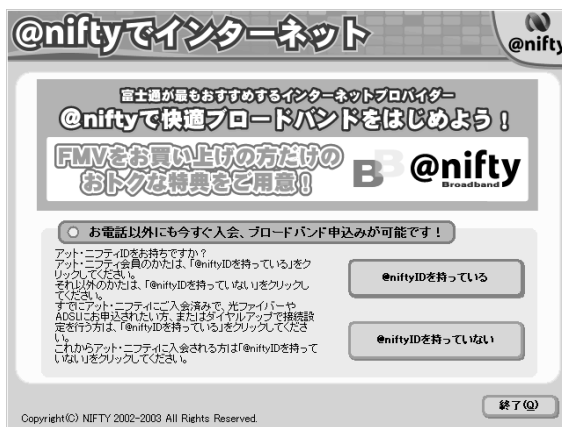 @niftyでインターネット
@nifty
富士通が最もおすすめするインターネットプロバイダー
@niftyで快適ブロードバンドをはじめよう！
FMVをお買い上げの方だけの
おトクな特典をご用意！
BB @nifty
Broadband
お電話以外にも今すぐ入会、ブロードバンド申込みが可能です！
アット・ニフティIDをお持ちですか？
アット・ニフティ会員のかたは、「@niftyIDを持っている」をク
リックしてください。
それ以外のかたは、「@niftyIDを持っていない」をクリックし
てください。
すでにアット・ニフティにご入会済みで、光ファイバーや
ADSLにお申込されたい方、またはダイヤルアップで接続設
定を行う方は、「@niftyIDを持っている」をクリックしてくださ
い。
これからアット・ニフティに入会される方は「@niftyIDを持って
いない」をクリックしてください。
@niftyIDを持っている
@niftyIDを持っていない
終了(Q)
Copyright(C) NIFTY 2002-2003 All Rights Reserved.